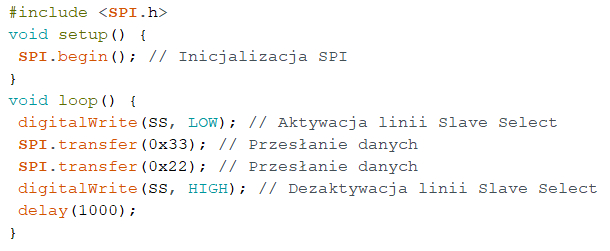 #include <SPI.h>
void setup() {
 SPI.begin(); // Inicjalizacja SPI
}
void loop() {
 digitalWrite(SS, LOW); // Aktywacja linii Slave Select
 SPI.transfer(0x33); // Przesłanie danych
 SPI.transfer(0x22); // Przesłanie danych
 digitalWrite(SS, HIGH); // Dezaktywacja linii Slave Select
 delay(1000);
}